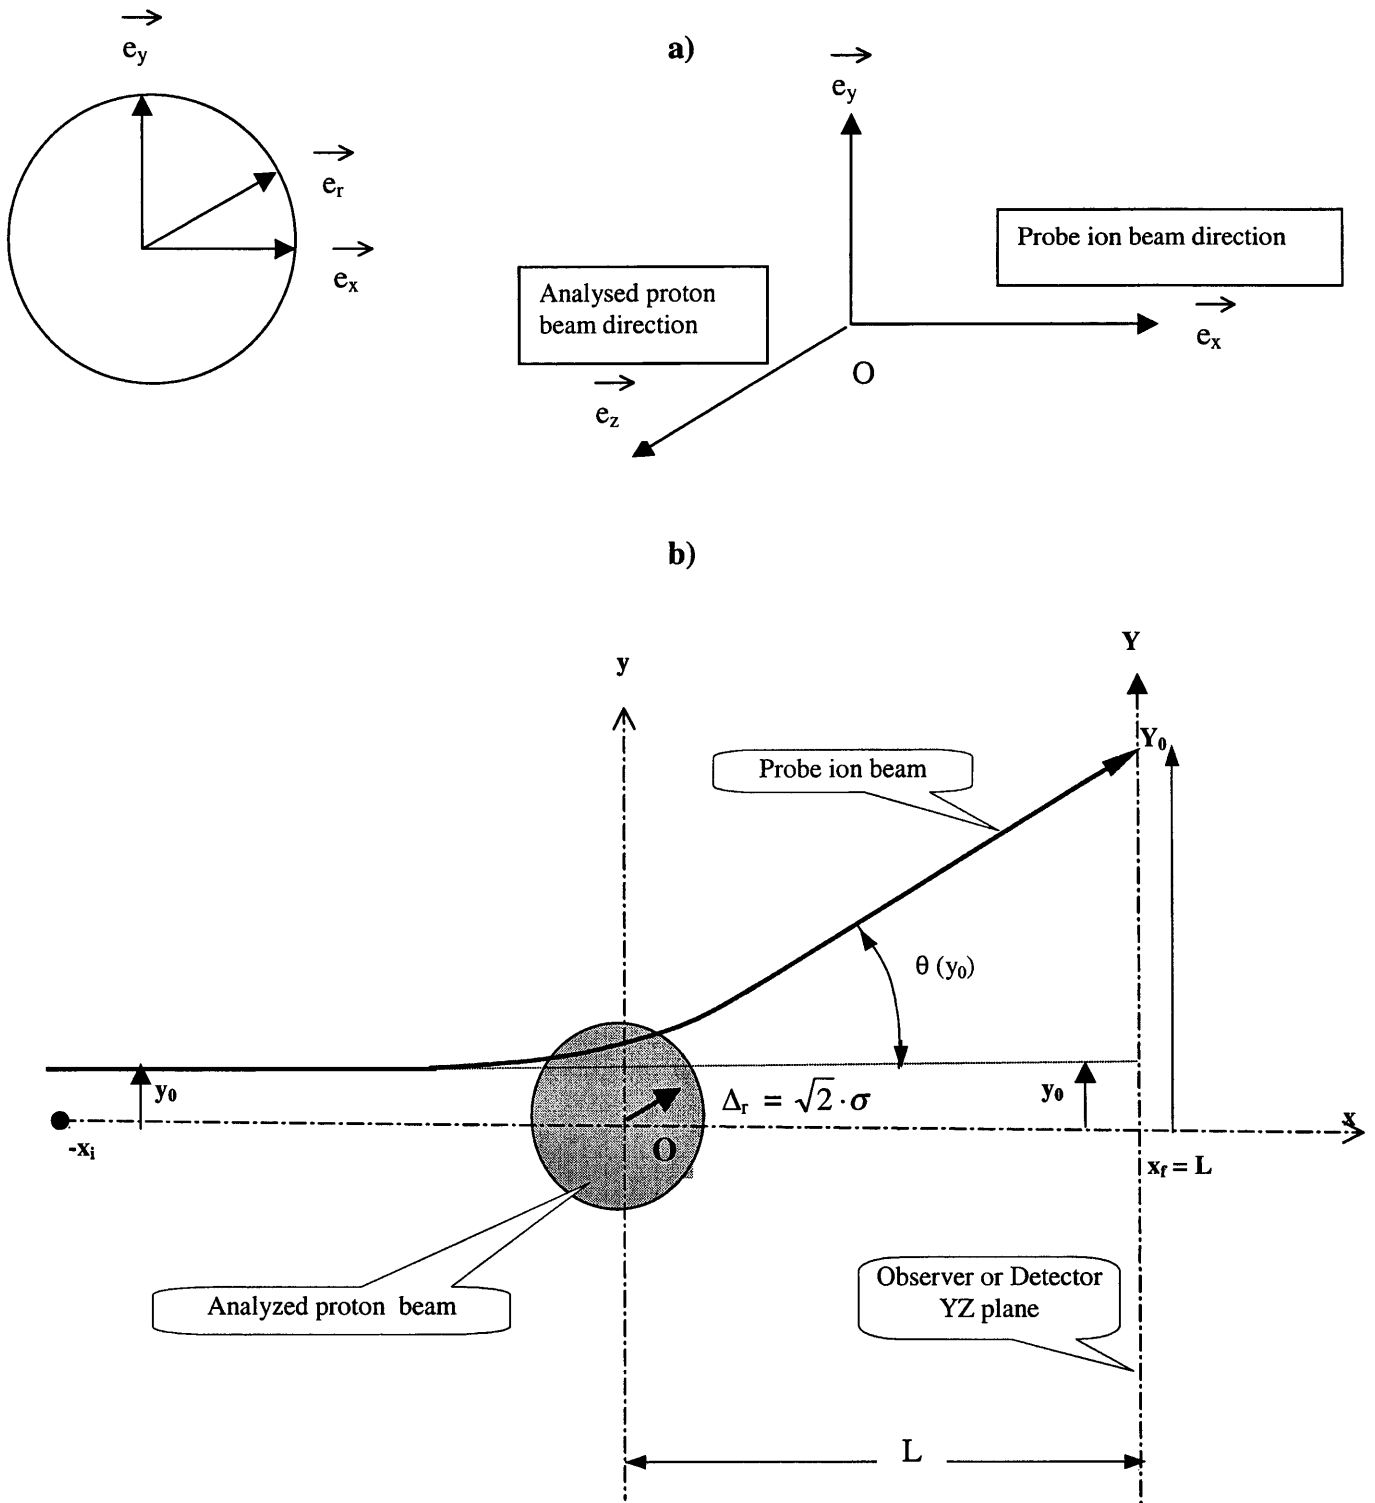 a)
→
e_y
→
e_r
→
e_x
→
e_y
Probe ion beam direction
Analysed proton
beam direction
→
e_x
O
→
e_z
b)
Y
y
Y₀
Probe ion beam
θ (y₀)
y₀
Δ_r = √2 · σ
y₀
x
-x_i
O
x_f = L
Observer or Detector
YZ plane
Analyzed proton beam
L